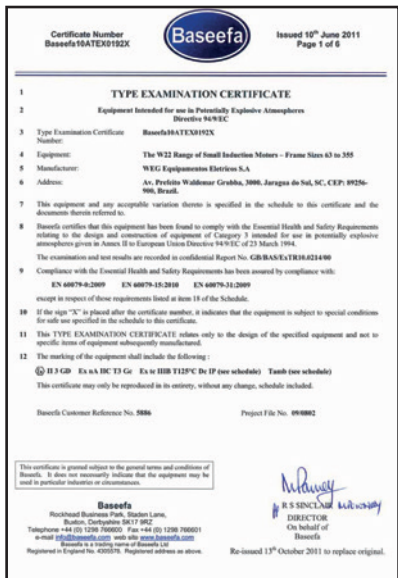 Certificate Number
Baseefa10ATEX0192X
Baseefa
Issued 10th June 2011
Page 1 of 6
1 TYPE EXAMINATION CERTIFICATE
2 Equipment Intended for use in Potentially Explosive Atmospheres
Directive 94/9/EC
3 Type Examination Certificate Number: Baseefa10ATEX0192X
4 Equipment: The W22 Range of Small Induction Motors – Frame Sizes 63 to 355
5 Manufacturer: WEG Equipamentos Eletricos S.A
6 Address: Av. Prefeito Waldomar Grubba, 3000, Jaragua do Sul, SC, CEP: 89256-
900, Brazil.
7 This equipment and any acceptable variation thereto is specified in the schedule to this certificate and the
documents therein referred to.
8 Baseefa certifies that this equipment has been found to comply with the Essential Health and Safety Requirements
relating to the design and construction of equipment of Category 3 intended for use in potentially explosive
atmospheres given in Annex II to European Union Directive 94/9/EC of 23 March 1994.
The examination and test results are recorded in confidential Report No. GB/BAS/ExTR10.0214/00
9 Compliance with the Essential Health and Safety Requirements has been assured by compliance with:
EN 60079-0:2009 EN 60079-15:2010 EN 60079-31:2009
except in respect of those requirements listed at item 18 of the Schedule.
10 If the sign "X" is placed after the certificate number, it indicates that the equipment is subject to special conditions
for safe use specified in the schedule to this certificate.
11 This TYPE EXAMINATION CERTIFICATE relates only to the design of the specified equipment and not to
specific items of equipment subsequently manufactured.
12 The marking of the equipment shall include the following :
Ex II 3 GD Ex nA IIC T3 Gc Ex tc IIIB T125°C Dc IP (see schedule) Tamb (see schedule)
This certificate may only be reproduced in its entirety, without any change, schedule included.
Baseefa Customer Reference No. 5886 Project File No. 09/0802
This certificate is granted subject to the general terms and conditions of
Baseefa. It does not necessarily indicate that the equipment may be
used in particular industries or circumstances.
Baseefa
Rockhead Business Park, Staden Lane,
Buxton, Derbyshire SK17 9RZ
Telephone +44 (0) 1298 766600 Fax +44 (0) 1298 766601
e-mail info@baseefa.com web site www.baseefa.com
Baseefa is a trading name of Baseefa Ltd
Registered in England No. 4305578. Registered address as above.
R S SINCLAIR
DIRECTOR
On behalf of
Baseefa
Re-issued 13th October 2011 to replace original.